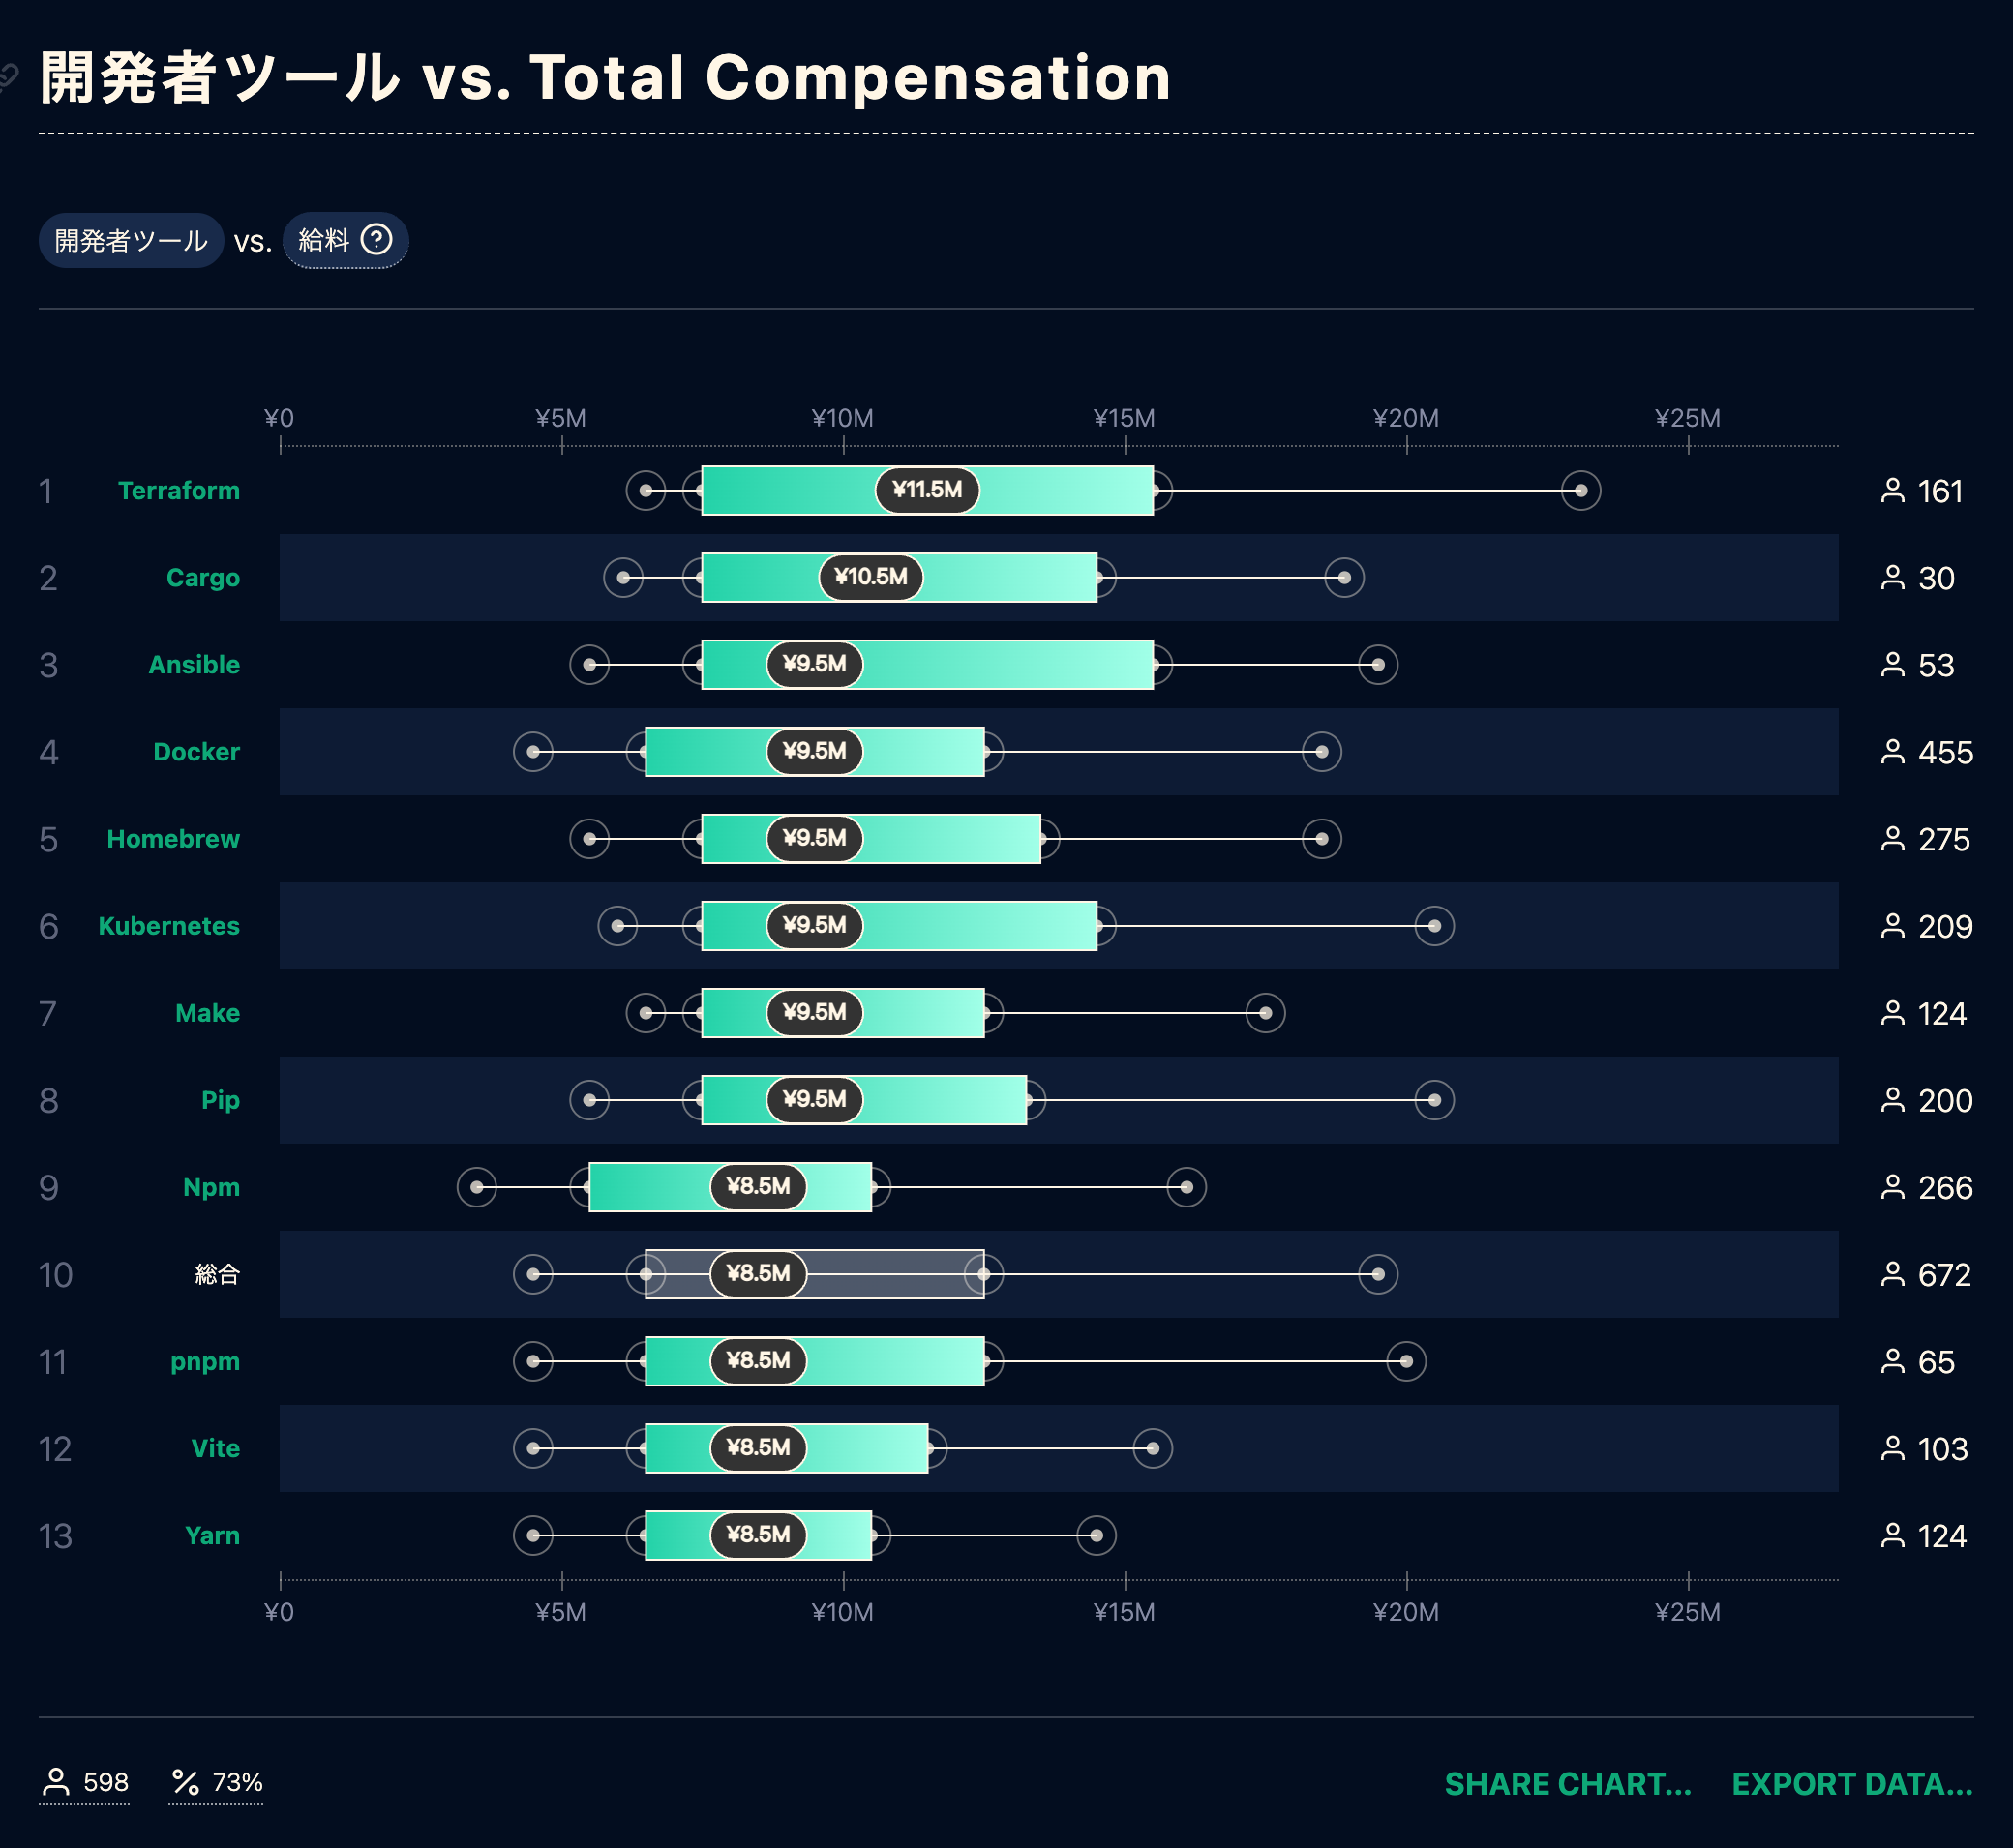 開発者ツール vs. Total Compensation
開発者ツール vs. 給料 ?
¥0 ¥5M ¥10M ¥15M ¥20M ¥25M
1 Terraform ¥11.5M 161
2 Cargo ¥10.5M 30
3 Ansible ¥9.5M 53
4 Docker ¥9.5M 455
5 Homebrew ¥9.5M 275
6 Kubernetes ¥9.5M 209
7 Make ¥9.5M 124
8 Pip ¥9.5M 200
9 Npm ¥8.5M 266
10 総合 ¥8.5M 672
11 pnpm ¥8.5M 65
12 Vite ¥8.5M 103
13 Yarn ¥8.5M 124
¥0 ¥5M ¥10M ¥15M ¥20M ¥25M
598 % 73% SHARE CHART... EXPORT DATA...